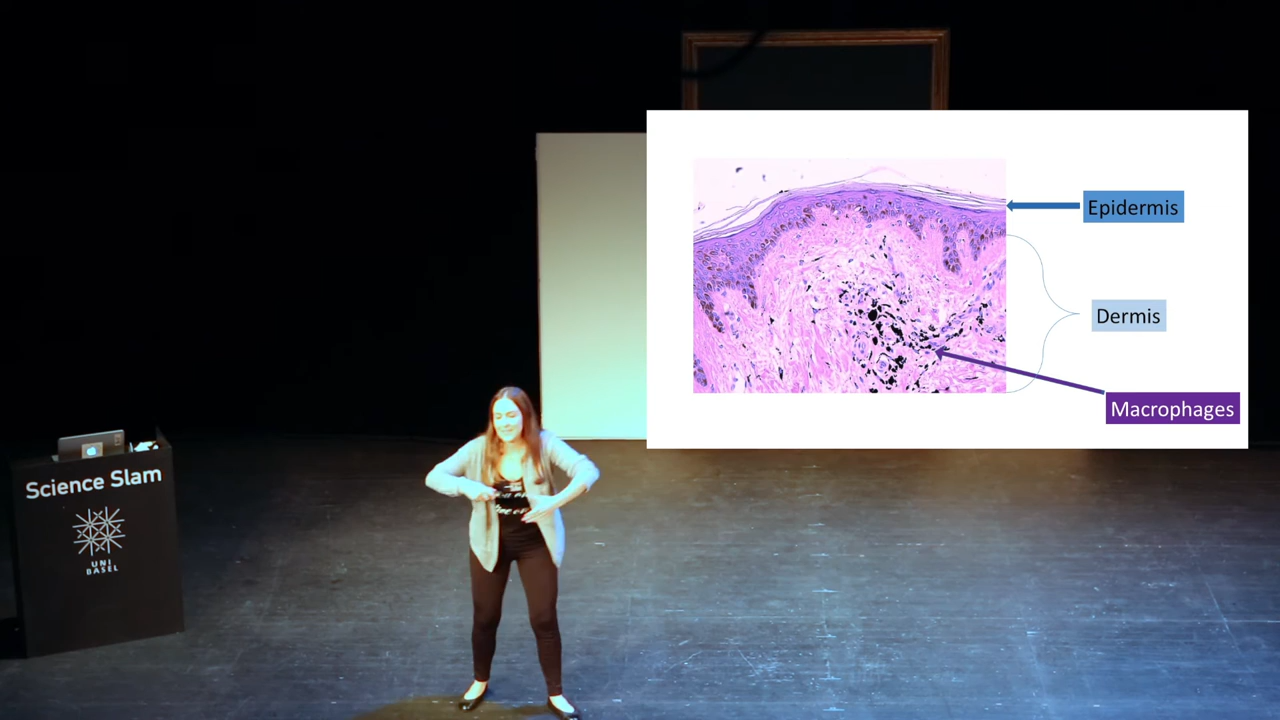 Epidermis
Dermis
Macrophages
Science Slam
UNI
BASEL